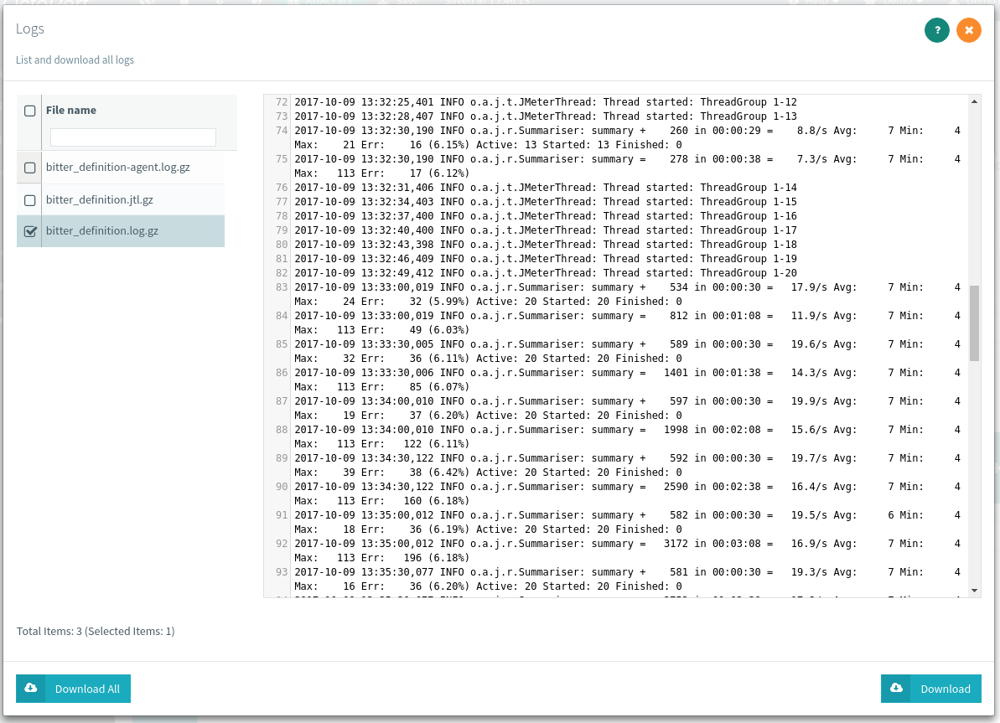 Logs
?
List and download all logs
File name
bitter_definition-agent.log.gz
bitter_definition.jtl.gz
bitter_definition.log.gz
72 2017-10-09 13:32:25,401 INFO o.a.j.t.JMeterThread: Thread started: ThreadGroup 1-12
73 2017-10-09 13:32:28,407 INFO o.a.j.t.JMeterThread: Thread started: ThreadGroup 1-13
74 2017-10-09 13:32:30,190 INFO o.a.j.r.Summariser: summary + 260 in 00:00:29 = 8.8/s Avg: 7 Min: 4
Max: 21 Err: 16 (6.15%) Active: 13 Started: 13 Finished: 0
75 2017-10-09 13:32:30,190 INFO o.a.j.r.Summariser: summary = 278 in 00:00:38 = 7.3/s Avg: 7 Min: 4
Max: 113 Err: 17 (6.12%)
76 2017-10-09 13:32:31,406 INFO o.a.j.t.JMeterThread: Thread started: ThreadGroup 1-14
77 2017-10-09 13:32:34,403 INFO o.a.j.t.JMeterThread: Thread started: ThreadGroup 1-15
78 2017-10-09 13:32:37,400 INFO o.a.j.t.JMeterThread: Thread started: ThreadGroup 1-16
79 2017-10-09 13:32:40,400 INFO o.a.j.t.JMeterThread: Thread started: ThreadGroup 1-17
80 2017-10-09 13:32:43,398 INFO o.a.j.t.JMeterThread: Thread started: ThreadGroup 1-18
81 2017-10-09 13:32:46,409 INFO o.a.j.t.JMeterThread: Thread started: ThreadGroup 1-19
82 2017-10-09 13:32:49,412 INFO o.a.j.t.JMeterThread: Thread started: ThreadGroup 1-20
83 2017-10-09 13:33:00,019 INFO o.a.j.r.Summariser: summary + 534 in 00:00:30 = 17.9/s Avg: 7 Min: 4
Max: 24 Err: 32 (5.99%) Active: 20 Started: 20 Finished: 0
84 2017-10-09 13:33:00,019 INFO o.a.j.r.Summariser: summary = 812 in 00:01:08 = 11.9/s Avg: 7 Min: 4
Max: 113 Err: 49 (6.03%)
85 2017-10-09 13:33:30,005 INFO o.a.j.r.Summariser: summary + 589 in 00:00:30 = 19.6/s Avg: 7 Min: 4
Max: 32 Err: 36 (6.11%) Active: 20 Started: 20 Finished: 0
86 2017-10-09 13:33:30,006 INFO o.a.j.r.Summariser: summary = 1401 in 00:01:38 = 14.3/s Avg: 7 Min: 4
Max: 113 Err: 85 (6.07%)
87 2017-10-09 13:34:00,010 INFO o.a.j.r.Summariser: summary + 597 in 00:00:30 = 19.9/s Avg: 7 Min: 4
Max: 19 Err: 37 (6.20%) Active: 20 Started: 20 Finished: 0
88 2017-10-09 13:34:00,010 INFO o.a.j.r.Summariser: summary = 1998 in 00:02:08 = 15.6/s Avg: 7 Min: 4
Max: 113 Err: 122 (6.11%)
89 2017-10-09 13:34:30,122 INFO o.a.j.r.Summariser: summary + 592 in 00:00:30 = 19.7/s Avg: 7 Min: 4
Max: 39 Err: 38 (6.42%) Active: 20 Started: 20 Finished: 0
90 2017-10-09 13:34:30,122 INFO o.a.j.r.Summariser: summary = 2590 in 00:02:38 = 16.4/s Avg: 7 Min: 4
Max: 113 Err: 160 (6.18%)
91 2017-10-09 13:35:00,012 INFO o.a.j.r.Summariser: summary + 582 in 00:00:30 = 19.5/s Avg: 6 Min: 4
Max: 18 Err: 36 (6.19%) Active: 20 Started: 20 Finished: 0
92 2017-10-09 13:35:00,012 INFO o.a.j.r.Summariser: summary = 3172 in 00:03:08 = 16.9/s Avg: 7 Min: 4
Max: 113 Err: 196 (6.18%)
93 2017-10-09 13:35:30,077 INFO o.a.j.r.Summariser: summary + 581 in 00:00:30 = 19.3/s Avg: 7 Min: 4
Max: 16 Err: 36 (6.20%) Active: 20 Started: 20 Finished: 0
Total Items: 3 (Selected Items: 1)
Download All
Download